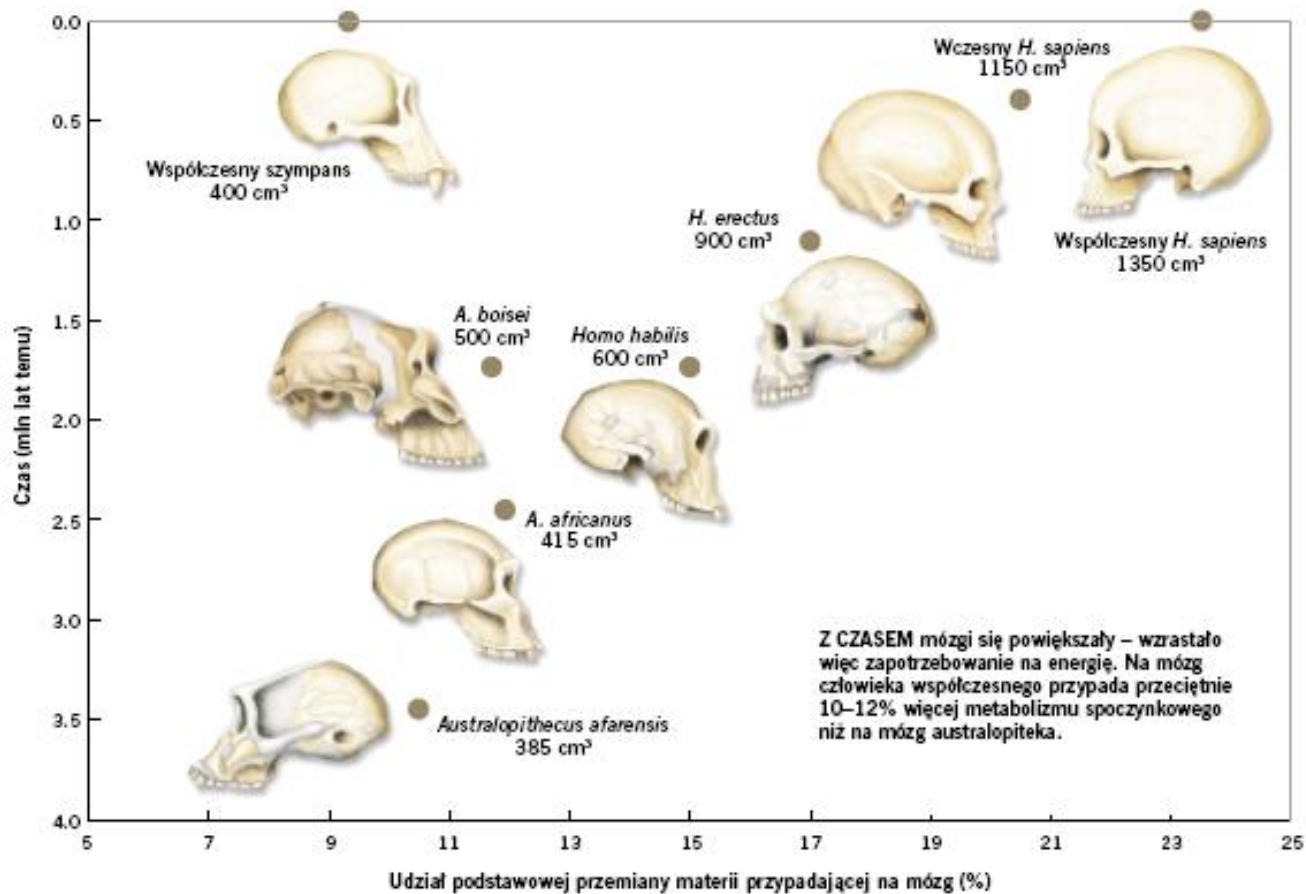 0.0
0.5
1.0
1.5
2.0
2.5
3.0
3.5
4.0
Czas (mln lat temu)
Współczesny szympans
400 cm³
Wczesny H. sapiens
1150 cm³
H. erectus
900 cm³
Współczesny H. sapiens
1350 cm³
A. boisei
500 cm³
Homo habilis
600 cm³
A. africanus
415 cm³
Australopithecus afarensis
385 cm³
Z CZASEM mózgi się powiększały – wzrastało
więc zapotrzebowanie na energię. Na mózg
człowieka współczesnego przypada przeciętnie
10–12% więcej metabolizmu spoczynkowego
niż na mózg australopiteka.
5 7 9 11 13 15 17 19 21 23 25
Udział podstawowej przemiany materii przypadającej na mózg (%)